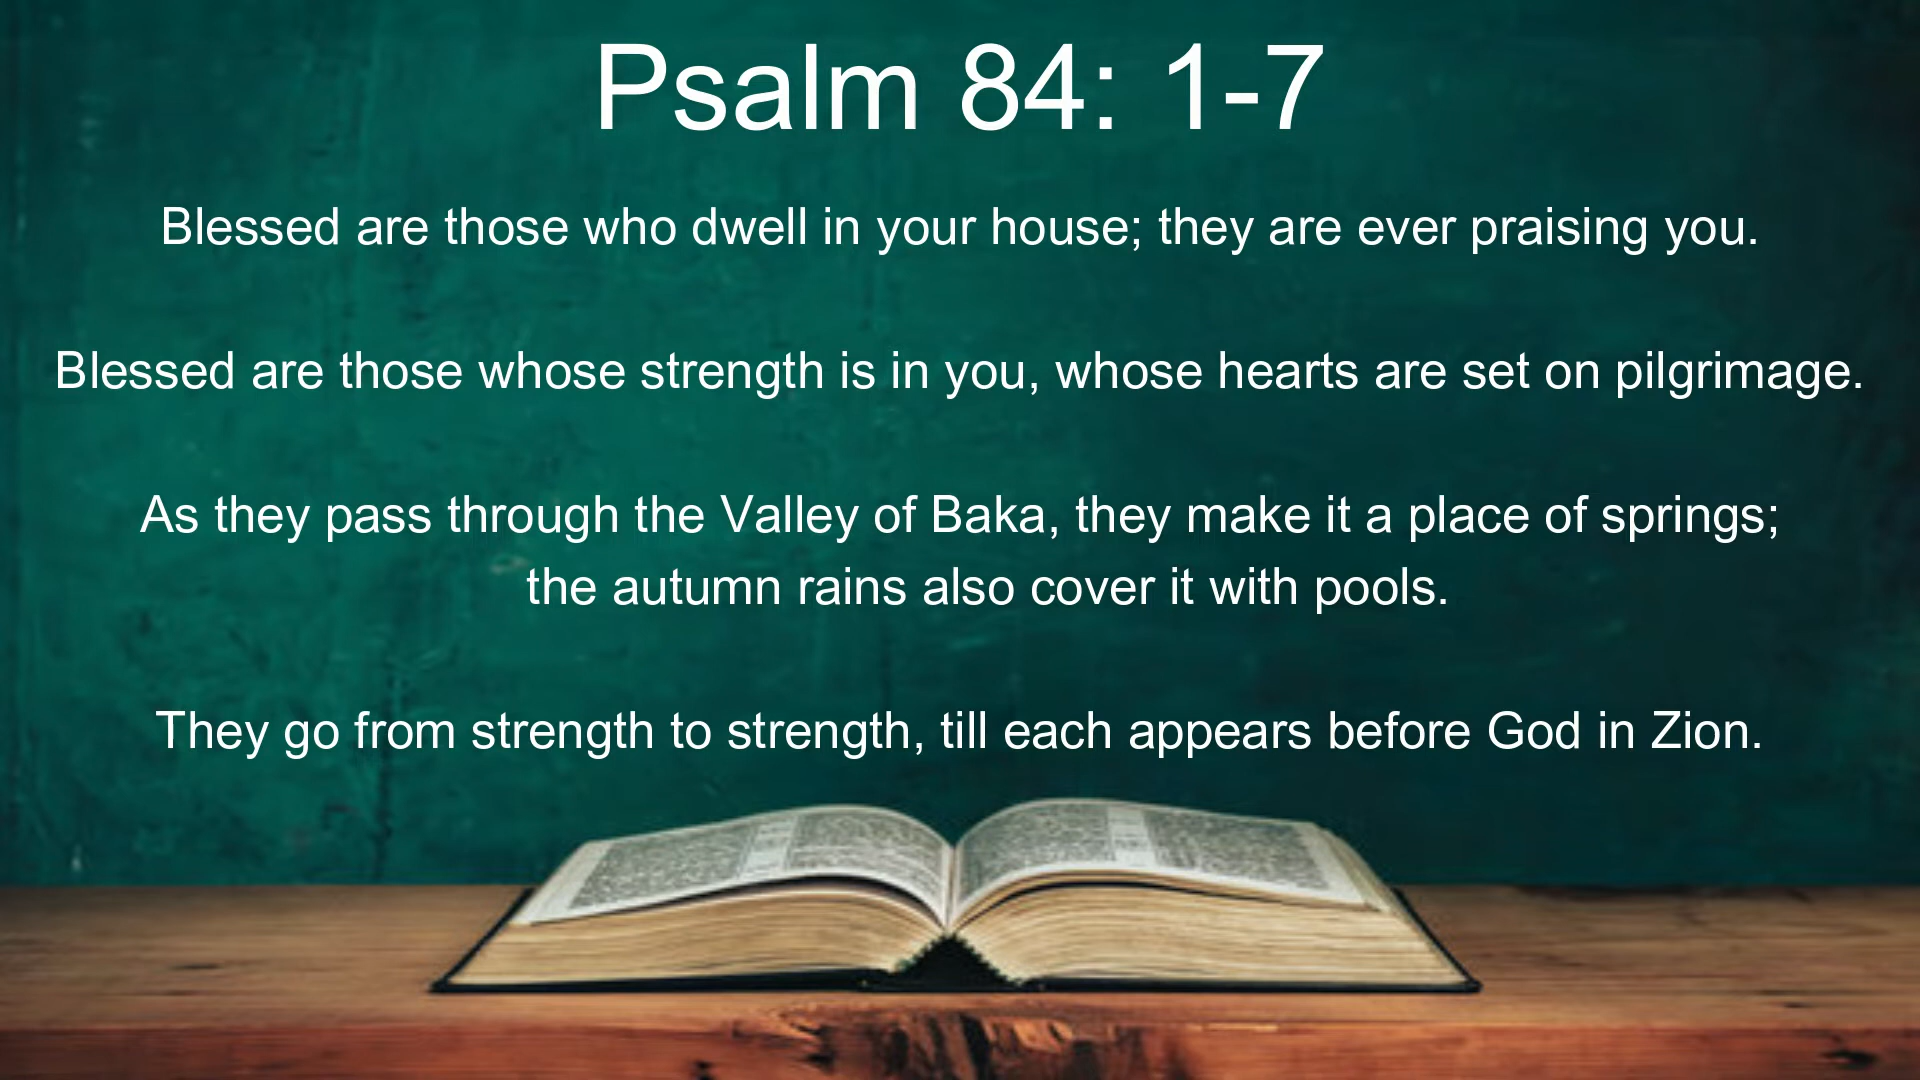 Psalm 84: 1-7
Blessed are those who dwell in your house; they are ever praising you.
Blessed are those whose strength is in you, whose hearts are set on pilgrimage.
As they pass through the Valley of Baka, they make it a place of springs;
the autumn rains also cover it with pools.
They go from strength to strength, till each appears before God in Zion.